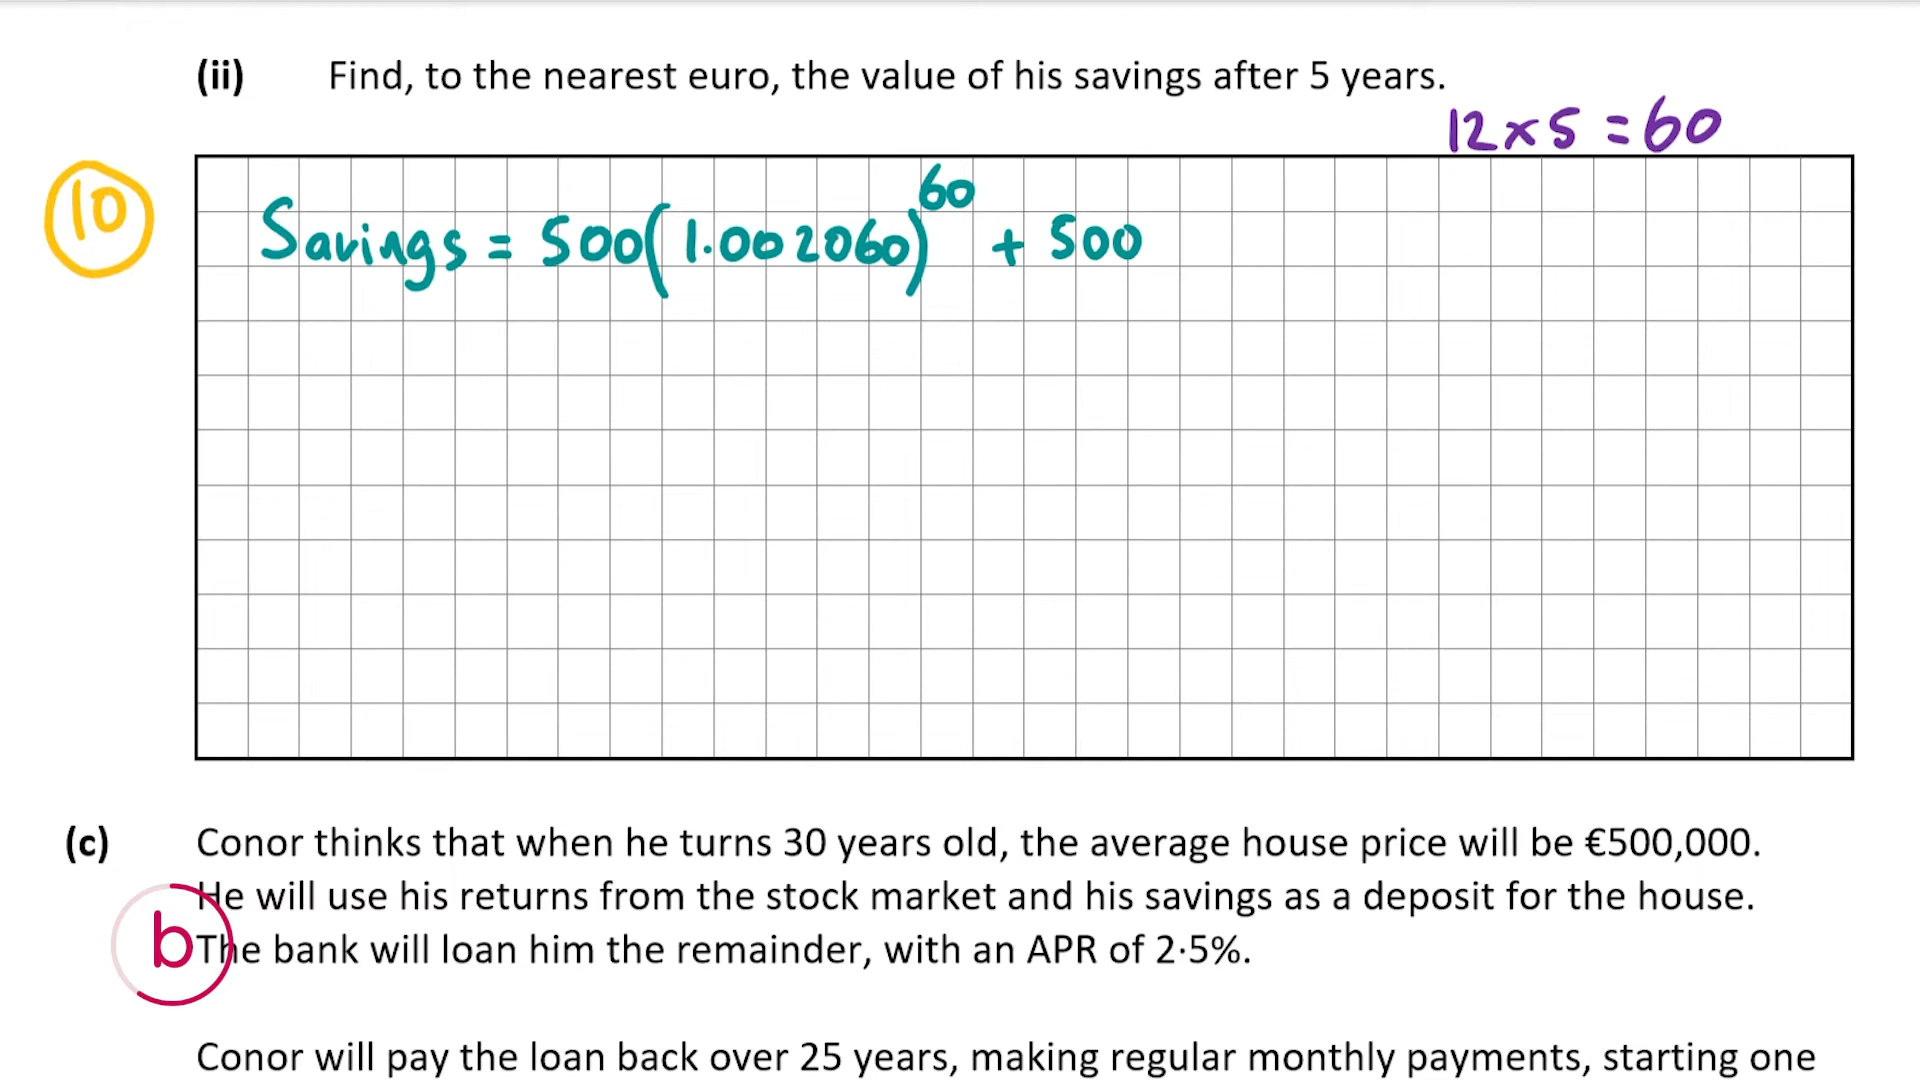 (ii) Find, to the nearest euro, the value of his savings after 5 years.
12 x 5 = 60
10
Savings = 500(1.002060)^60 + 500
(c) Conor thinks that when he turns 30 years old, the average house price will be €500,000.
He will use his returns from the stock market and his savings as a deposit for the house.
b
The bank will loan him the remainder, with an APR of 2·5%.
Conor will pay the loan back over 25 years, making regular monthly payments, starting one